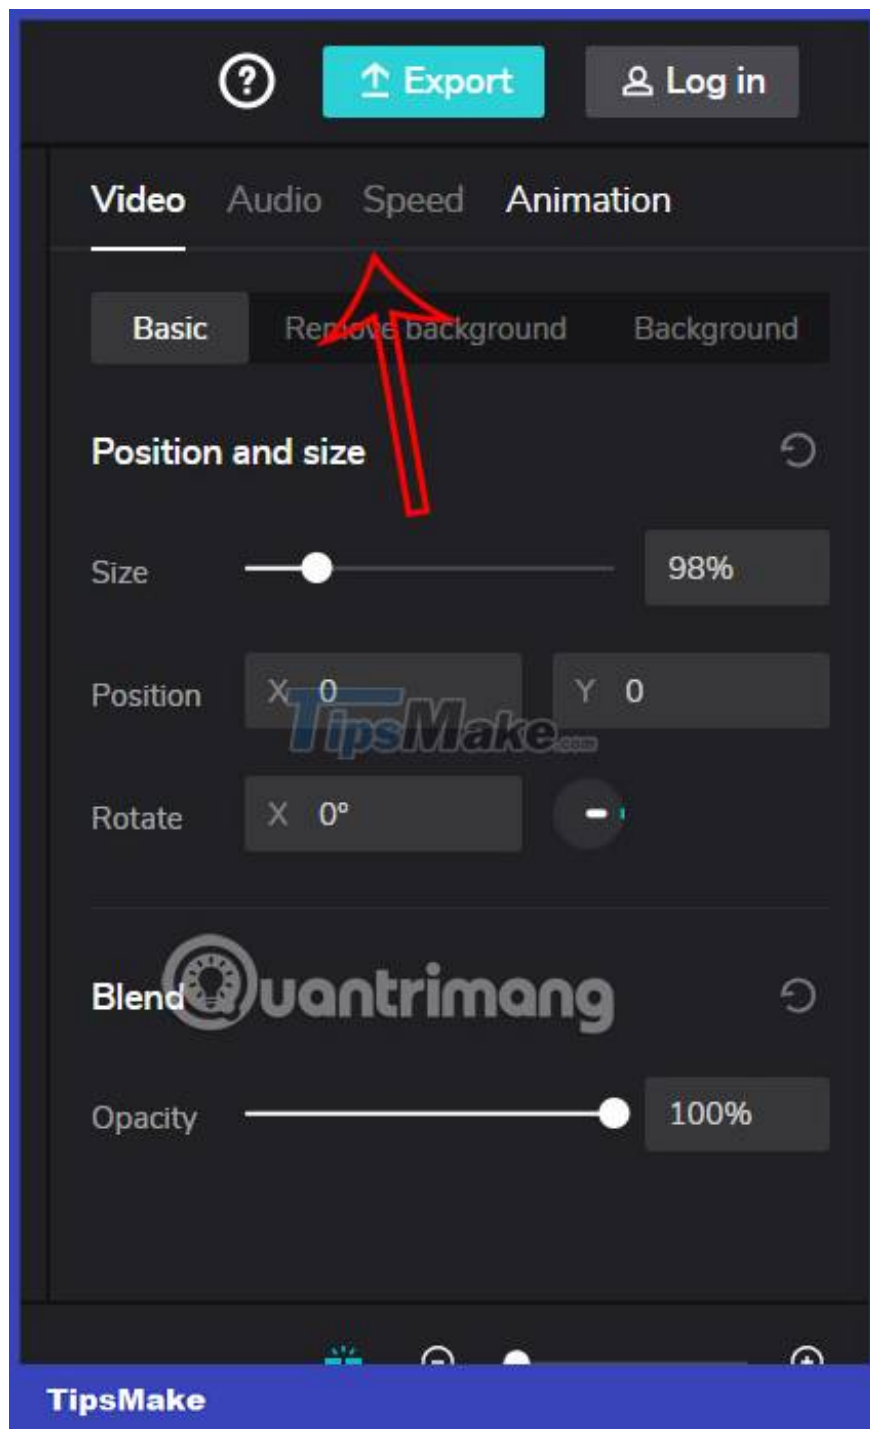 ? Export Log in
Video Audio Speed Animation
Basic Remove background Background
Position and size
Size 98%
Position X 0 Y 0
TipsMake.com
Rotate X 0°
Blend Quantrimang
Opacity 100%
TipsMake